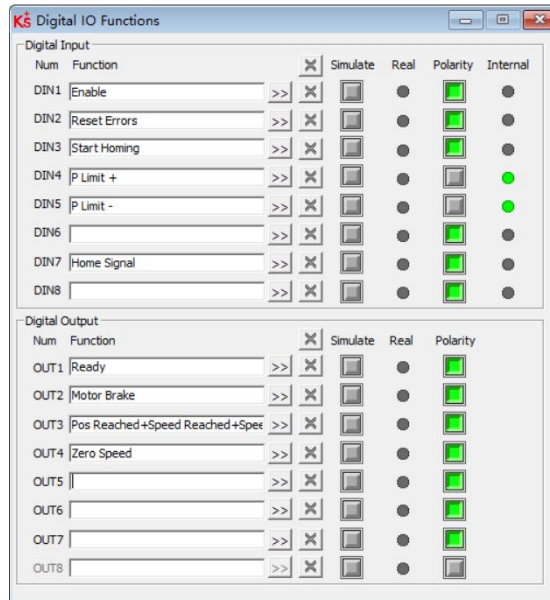 KŠ Digital IO Functions
Digital Input
Num Function Simulate Real Polarity Internal
DIN1 Enable >>
DIN2 Reset Errors >>
DIN3 Start Homing >>
DIN4 P Limit + >>
DIN5 P Limit - >>
DIN6 >>
DIN7 Home Signal >>
DIN8 >>
Digital Output
Num Function Simulate Real Polarity
OUT1 Ready >>
OUT2 Motor Brake >>
OUT3 Pos Reached+Speed Reached+Spee >>
OUT4 Zero Speed >>
OUT5 >>
OUT6 >>
OUT7 >>
OUT8 >>